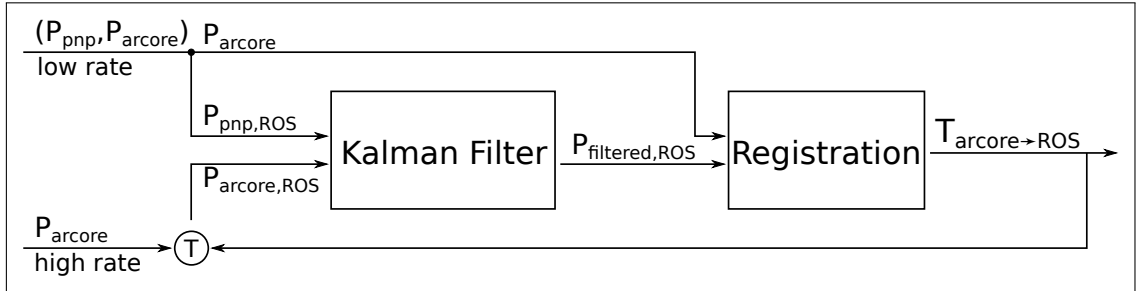 (P_pnp,P_arcore) P_arcore
low rate
P_pnp,ROS
Kalman Filter
P_filtered,ROS
Registration
T_arcore→ROS
P_arcore,ROS
P_arcore
high rate
T